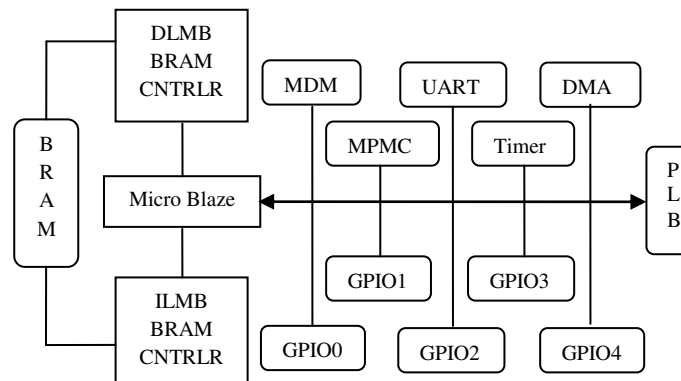 DLMB
BRAM
CNTRLR
MDM
UART
DMA
MPMC
Timer
B
R
A
M
Micro Blaze
P
L
B
GPIO1
GPIO3
ILMB
BRAM
CNTRLR
GPIO0
GPIO2
GPIO4